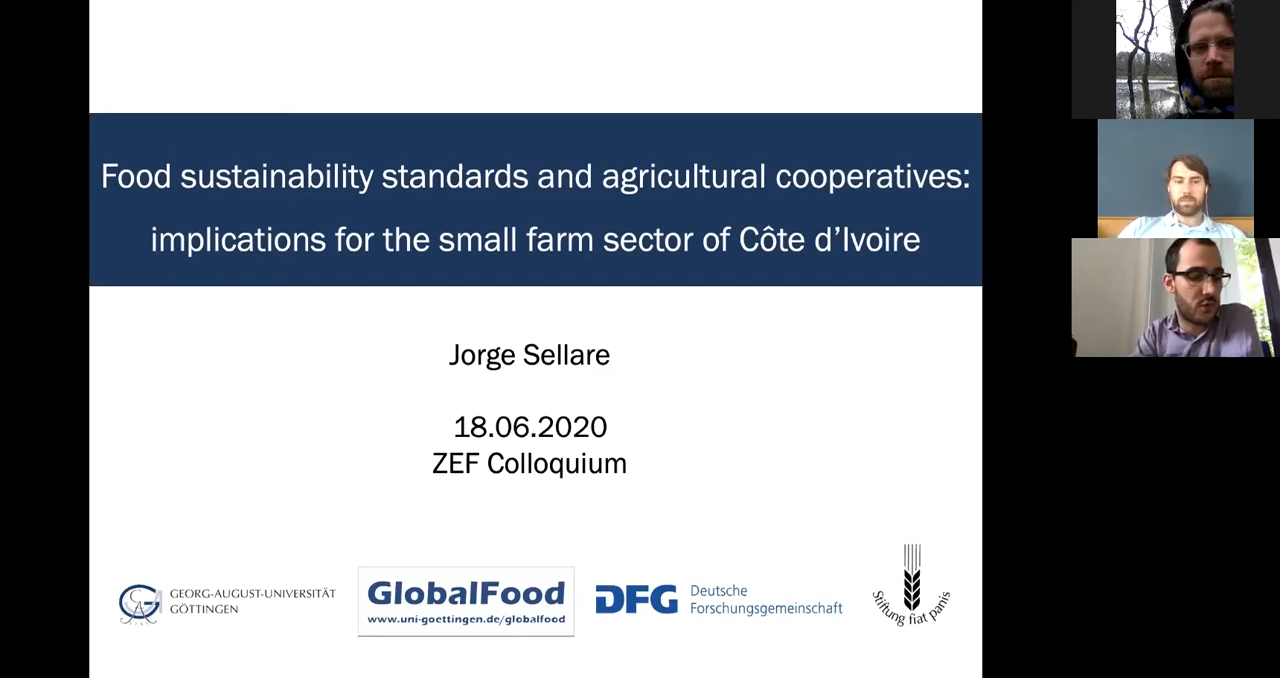 Food sustainability standards and agricultural cooperatives:
implications for the small farm sector of Côte d’Ivoire
Jorge Sellare
18.06.2020
ZEF Colloquium
GEORG-AUGUST-UNIVERSITÄT
GÖTTINGEN
GlobalFood
www.uni-goettingen.de/globalfood
DFG
Deutsche
Forschungsgemeinschaft
Stiftung fiat panis